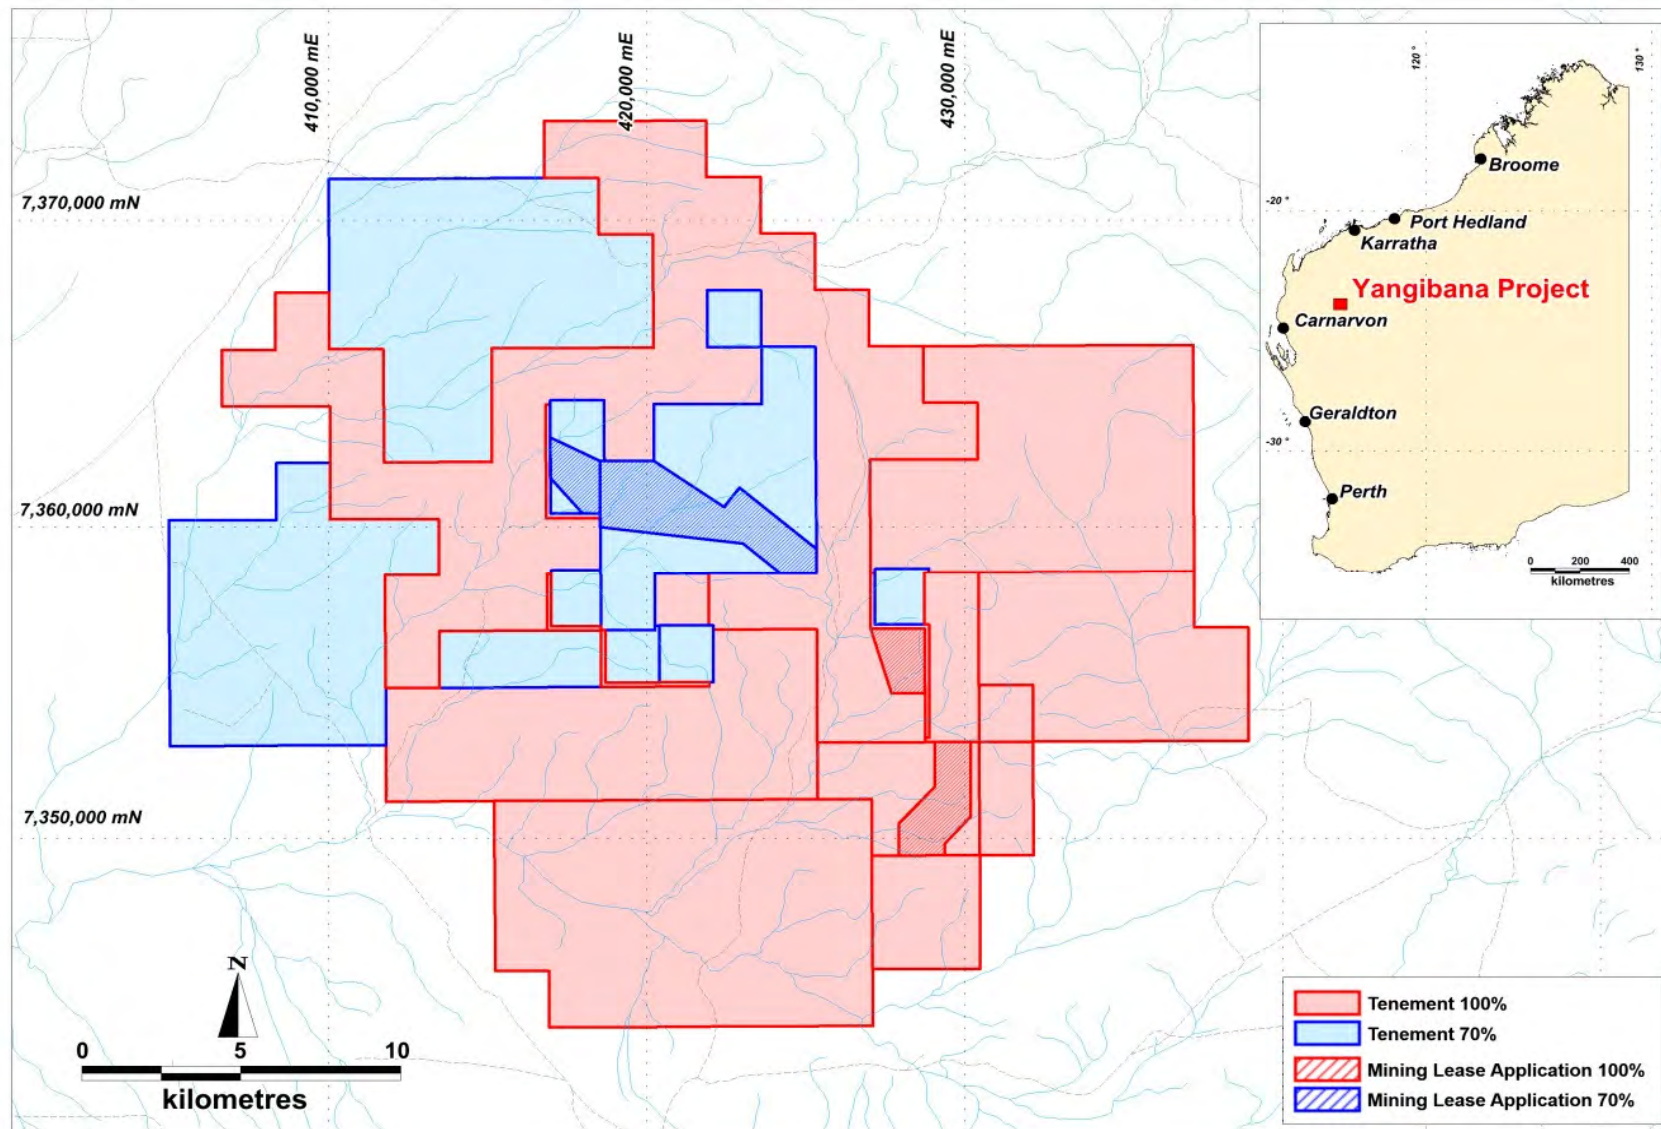 410,000 mE
420,000 mE
430,000 mE
7,370,000 mN
7,360,000 mN
7,350,000 mN
120 °
130 °
-20 °
-30 °
Broome
Port Hedland
Karratha
Yangibana Project
Carnarvon
Geraldton
Perth
0 200 400
kilometres
N
0 5 10
kilometres
Tenement 100%
Tenement 70%
Mining Lease Application 100%
Mining Lease Application 70%